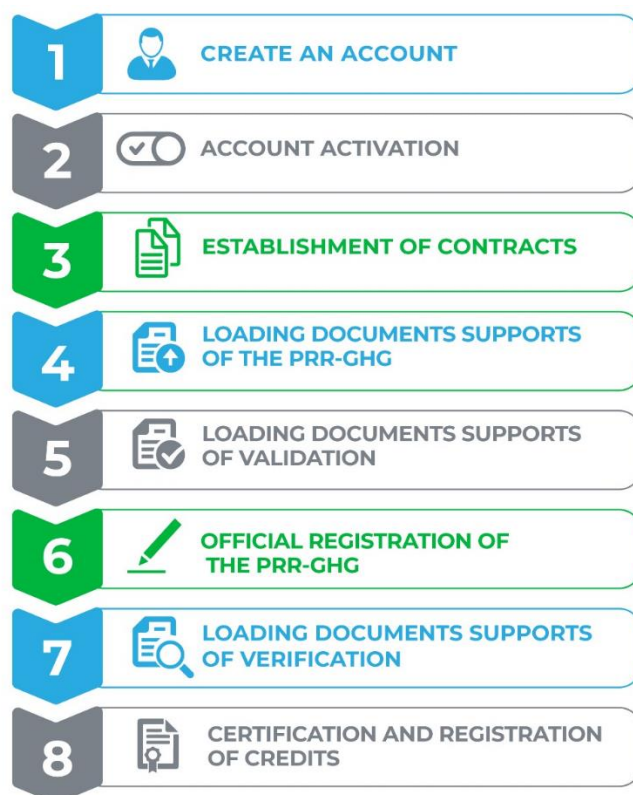 1
CREATE AN ACCOUNT
2
ACCOUNT ACTIVATION
3
ESTABLISHMENT OF CONTRACTS
4
LOADING DOCUMENTS SUPPORTS
OF THE PRR-GHG
5
LOADING DOCUMENTS SUPPORTS
OF VALIDATION
6
OFFICIAL REGISTRATION OF
THE PRR-GHG
7
LOADING DOCUMENTS SUPPORTS
OF VERIFICATION
8
CERTIFICATION AND REGISTRATION
OF CREDITS